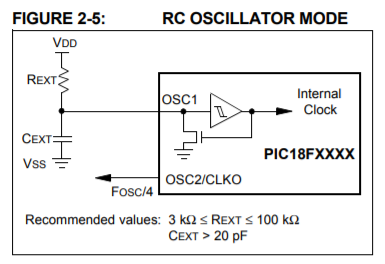 FIGURE 2-5: RC OSCILLATOR MODE
VDD
REXT
OSC1
Internal
Clock
CEXT
PIC18FXXXX
VSS
OSC2/CLKO
FOSC/4
Recommended values: 3 kΩ ≤ REXT ≤ 100 kΩ
CEXT > 20 pF